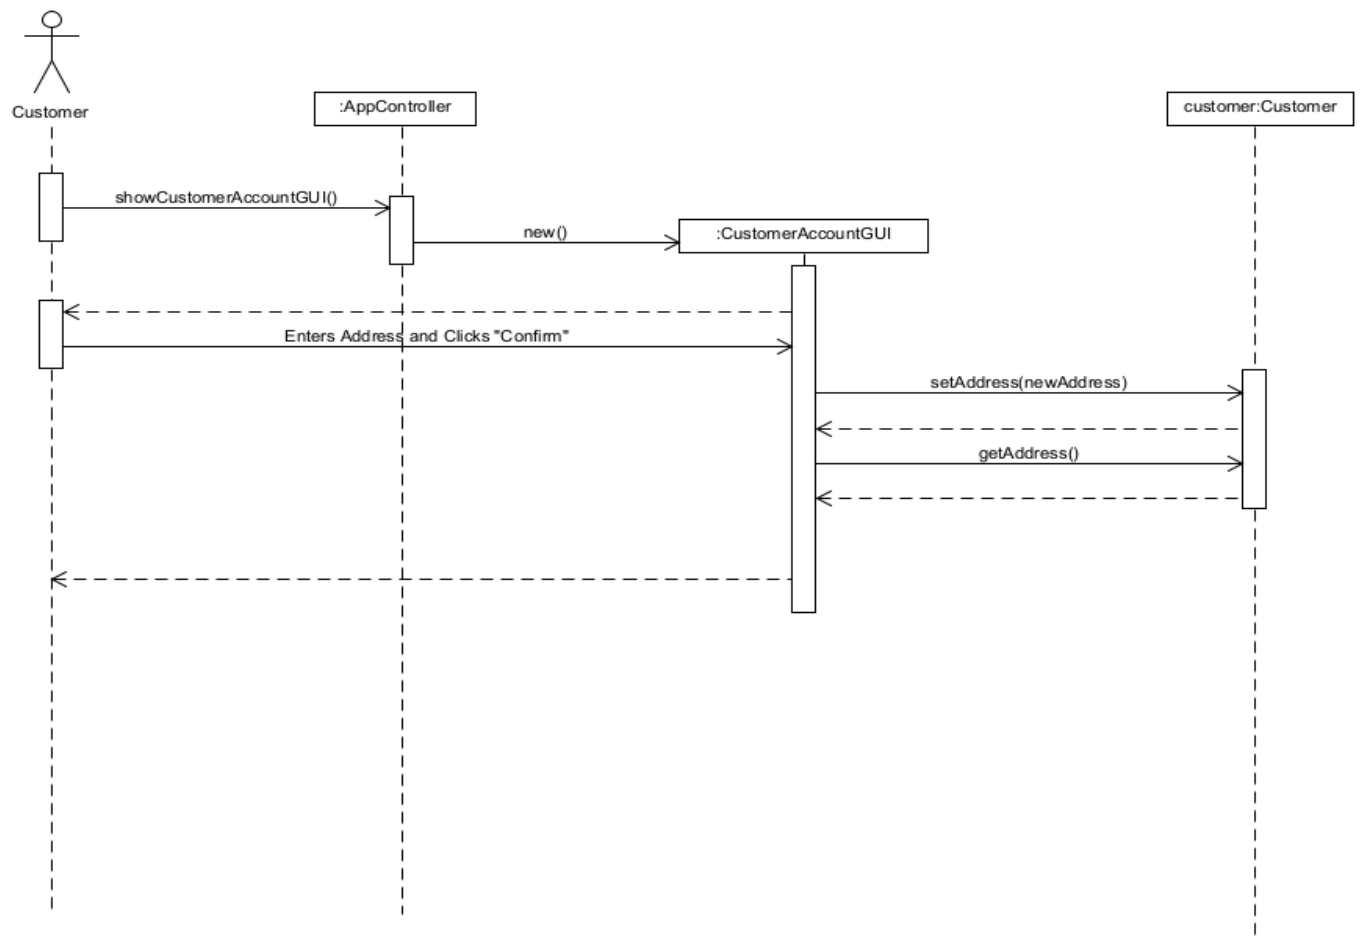 Customer
:AppController
customer:Customer
showCustomerAccountGUI()
new()
:CustomerAccountGUI
Enters Address and Clicks "Confirm"
setAddress(newAddress)
getAddress()